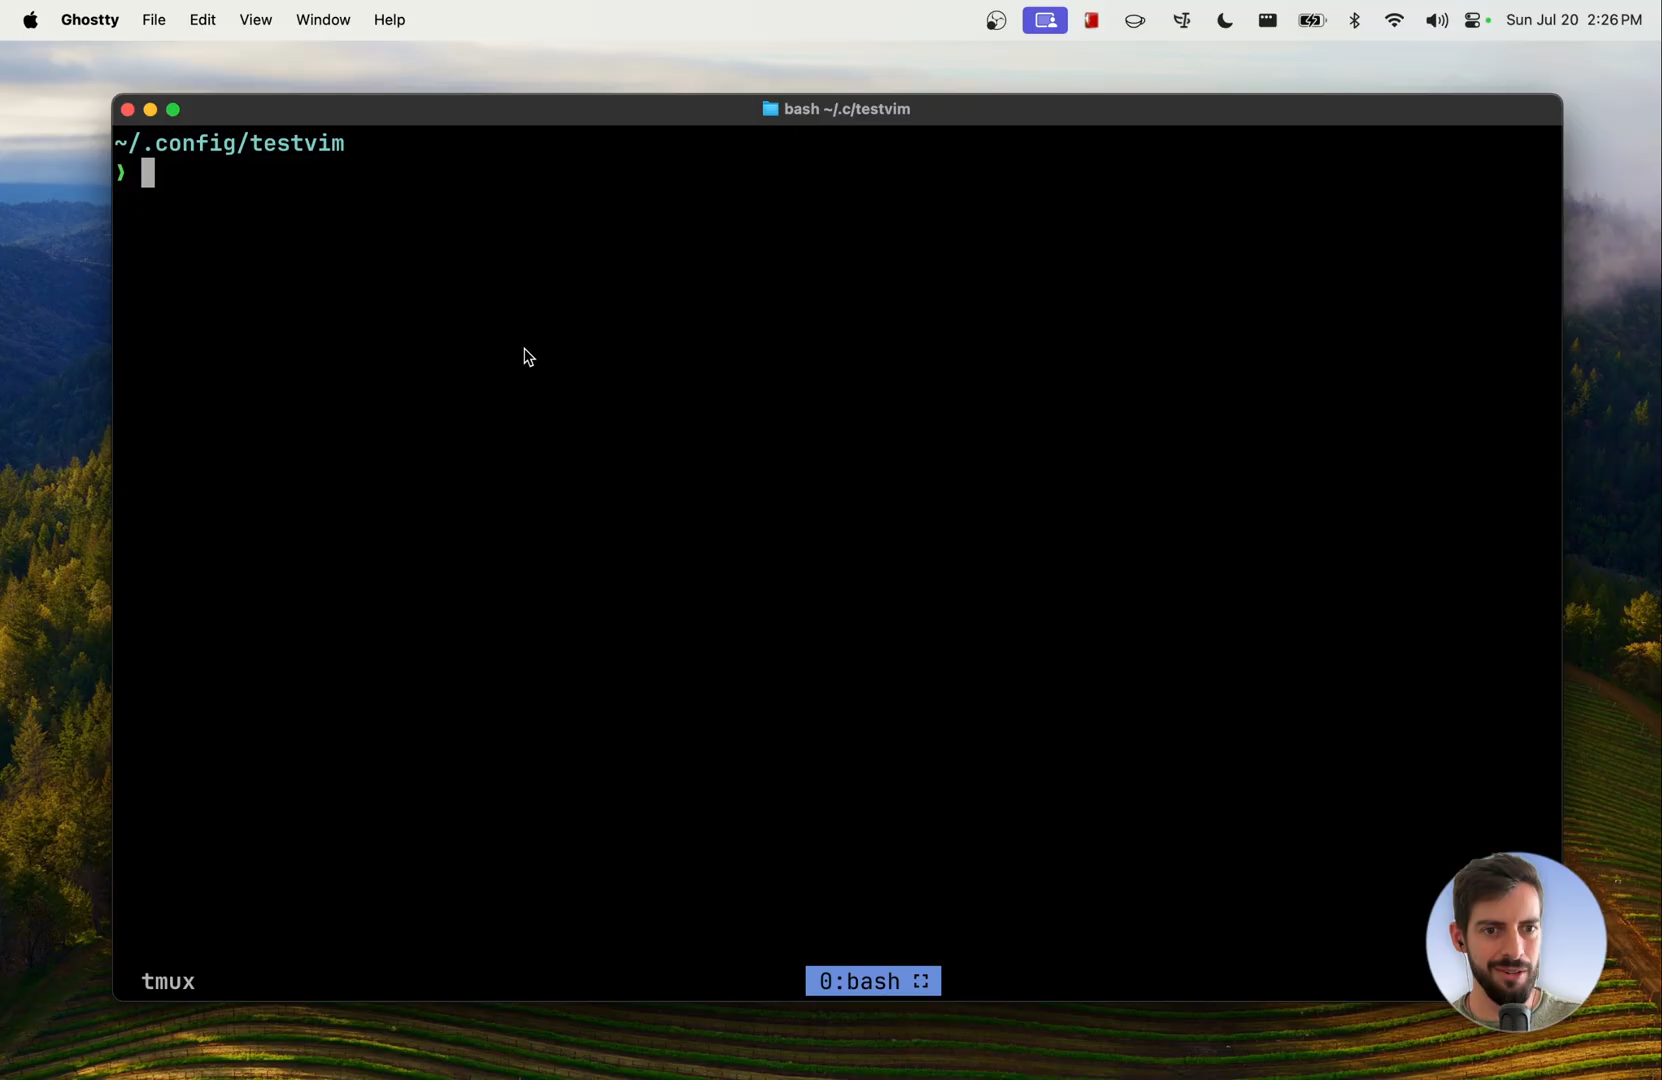 Ghostty File Edit View Window Help Sun Jul 20 2:26 PM
bash ~/.c/testvim
~/.config/testvim
❯
tmux 0:bash